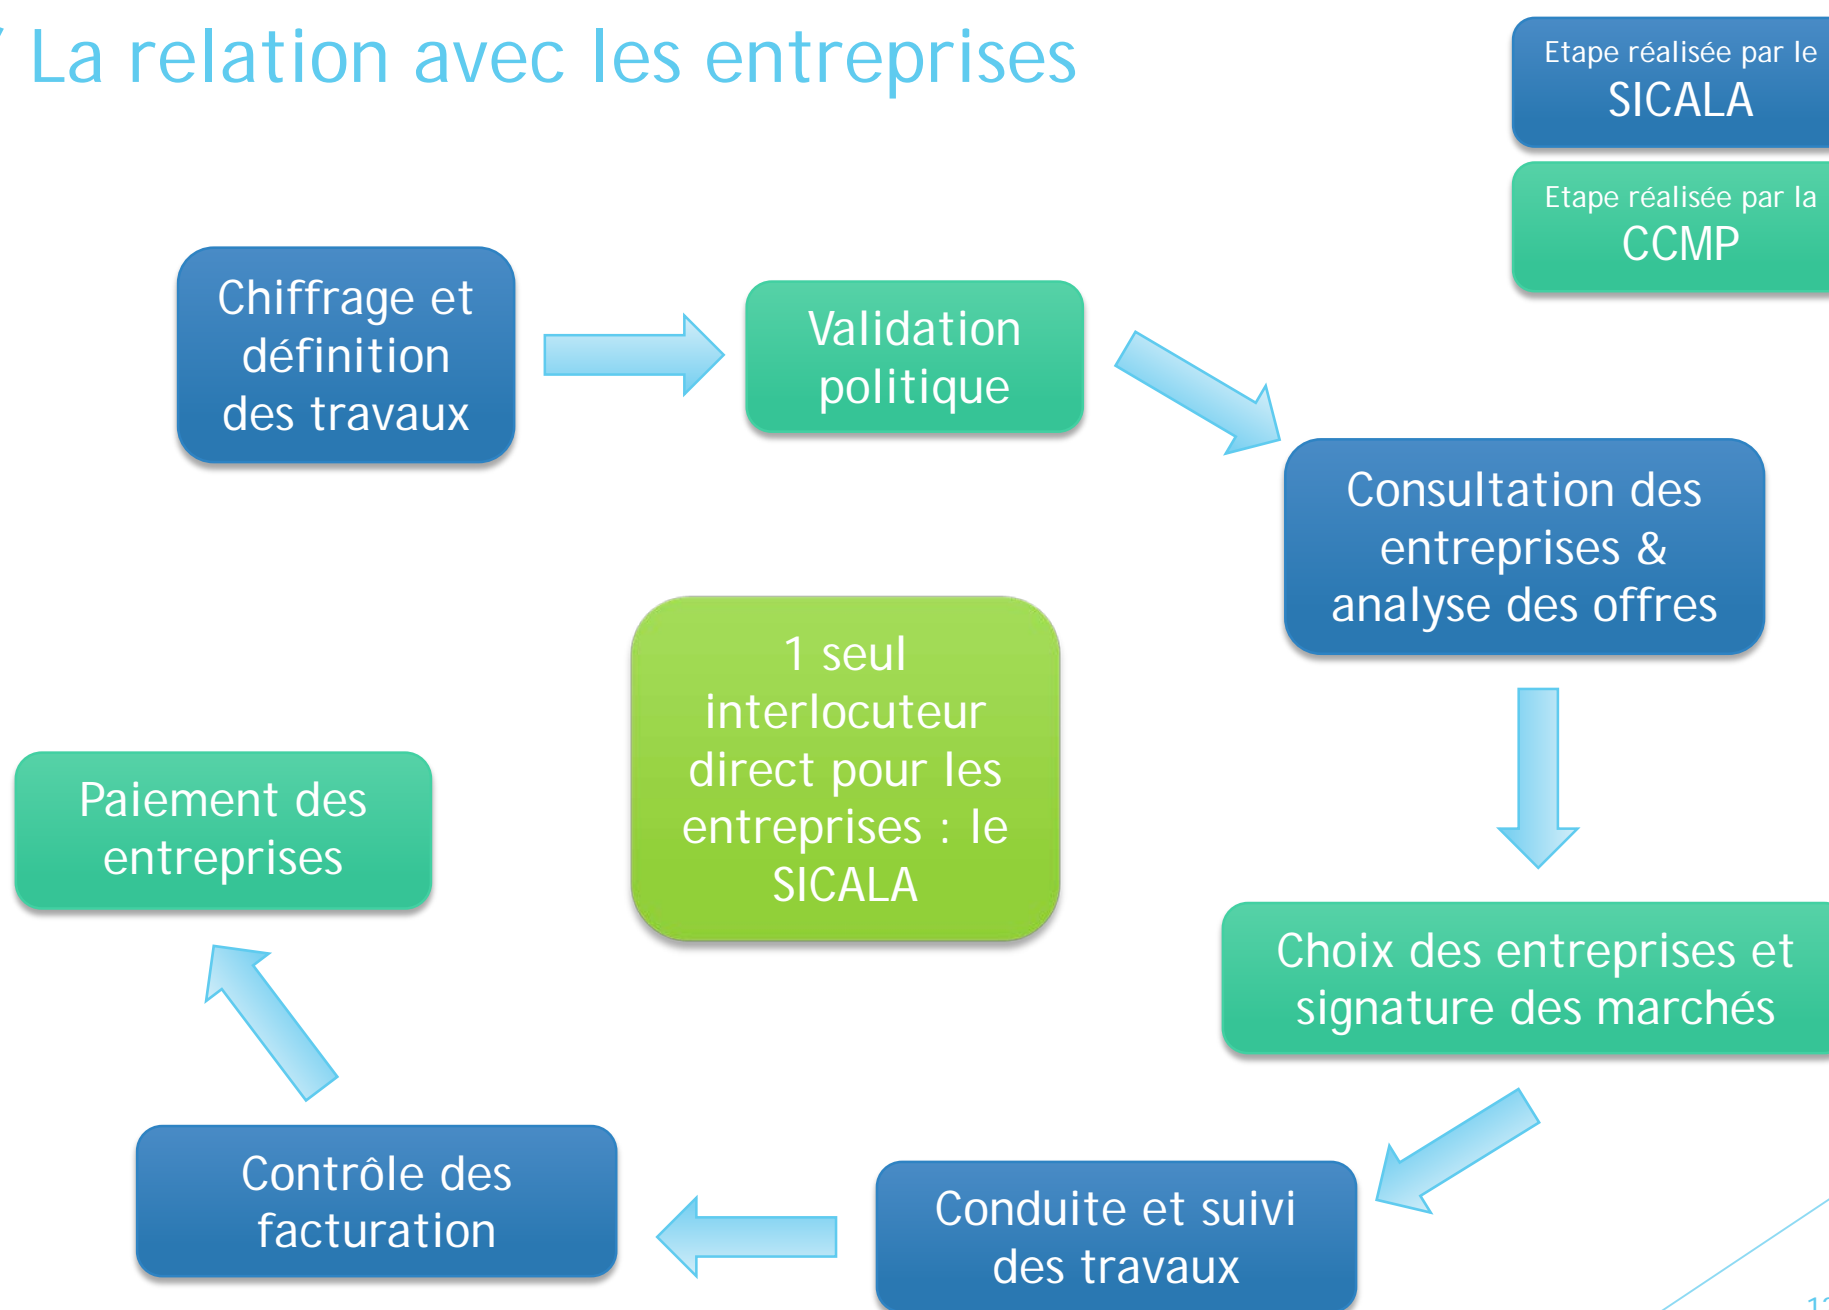 La relation avec les entreprises
Etape réalisée par le
SICALA
Etape réalisée par la
CCMP
Chiffrage et
définition
des travaux
Validation
politique
Consultation des
entreprises &
analyse des offres
1 seul
interlocuteur
direct pour les
entreprises : le
SICALA
Paiement des
entreprises
Choix des entreprises et
signature des marchés
Contrôle des
facturation
Conduite et suivi
des travaux